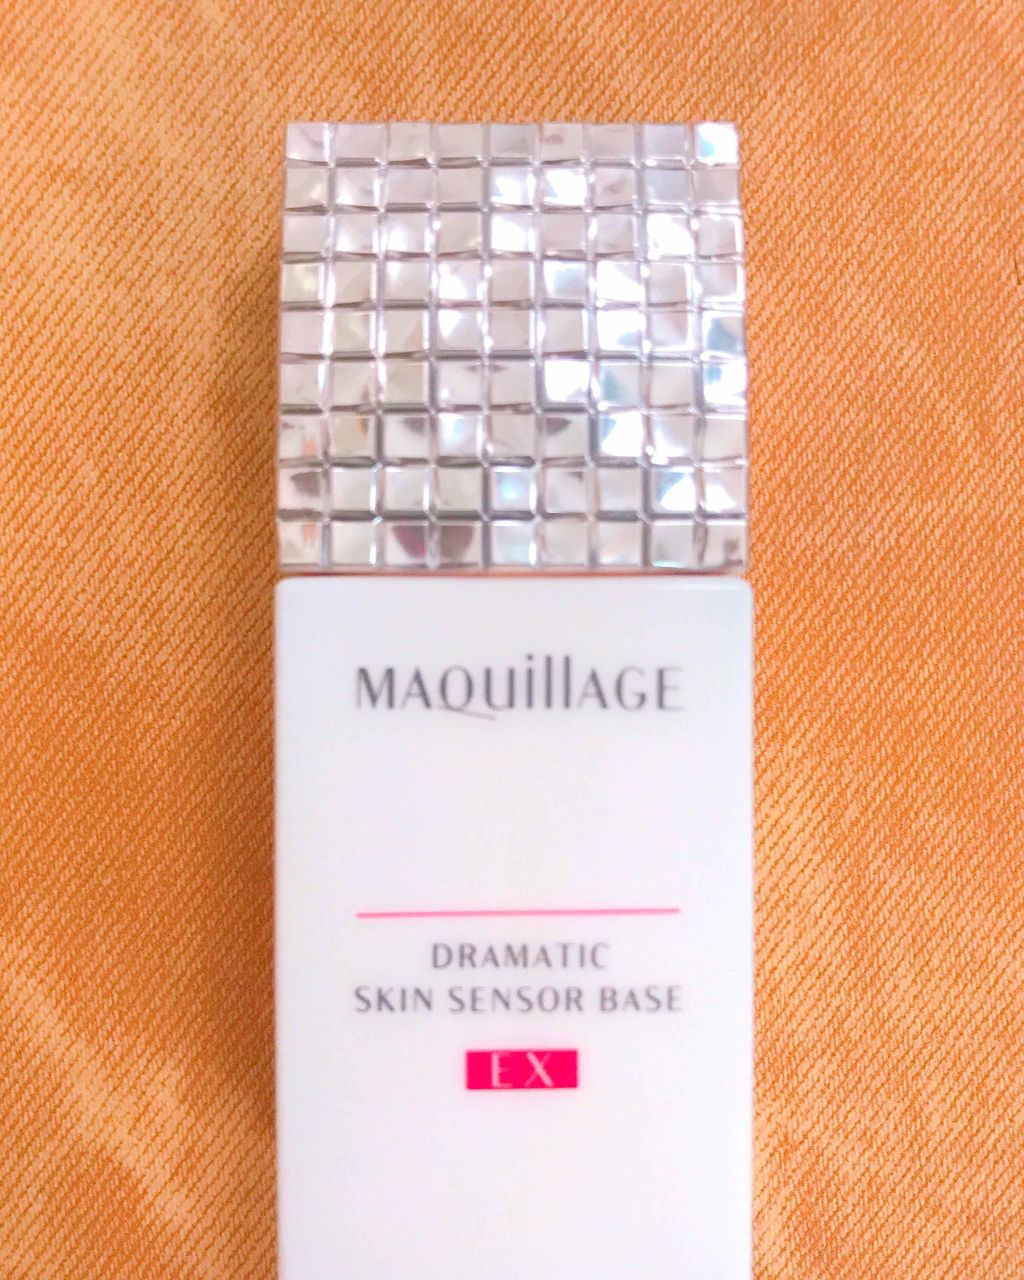 MAQuillAGE
DRAMATIC
SKIN SENSOR BASE
EX